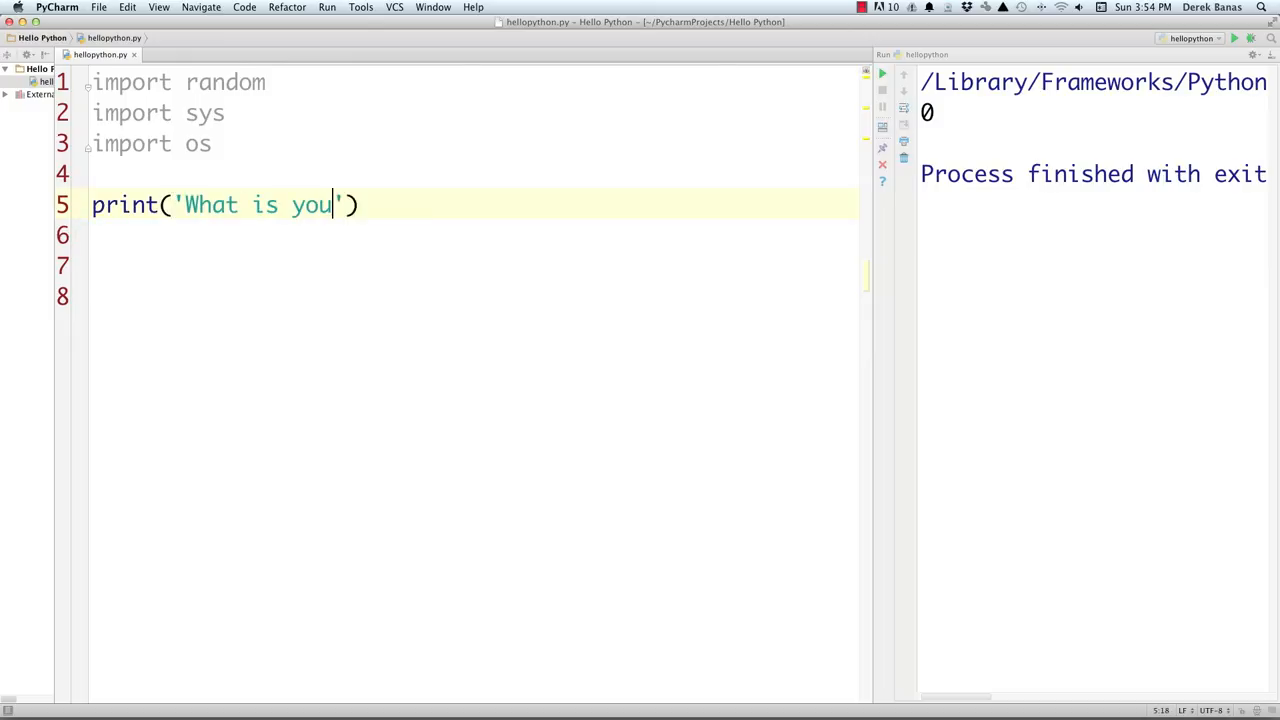 PyCharm File Edit View Navigate Code Refactor Run Tools VCS Window Help 10 Sun 3:54 PM Derek Banas
hellopython.py – Hello Python – [~/PycharmProjects/Hello Python]
Hello Python hellopython.py hellopython
hellopython.py × Run hellopython
Hello P
hell
Externa
1 import random
2 import sys
3 import os
4
5 print('What is you')
6
7
8
/Library/Frameworks/Python
0
Process finished with exit
?
5:18 LF UTF-8